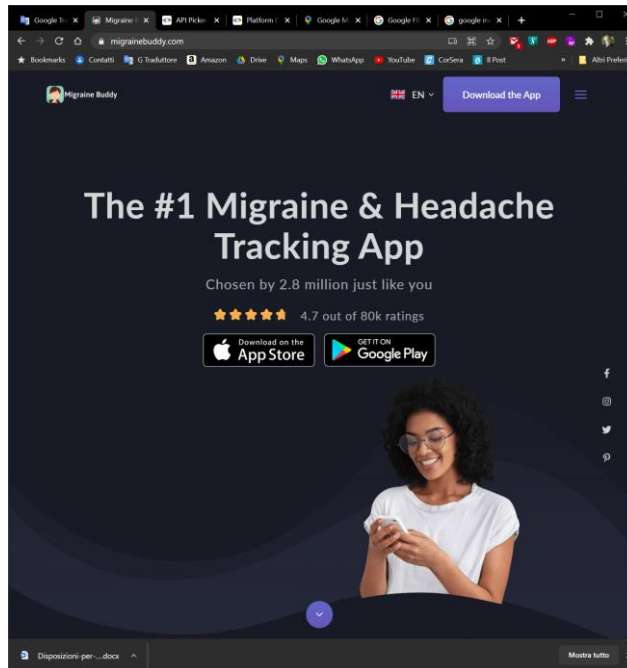 Google Tr
Migraine
API Picker
Platform
Google M
Google Fi
google m
migrainebuddy.com
Bookmarks Contatti G Traduttore Amazon Drive Maps WhatsApp YouTube CorSera Il Post » Altri Preferi
Migraine Buddy
EN
Download the App
The #1 Migraine & Headache
Tracking App
Chosen by 2.8 million just like you
4.7 out of 80k ratings
Download on the
App Store
GET IT ON
Google Play
Disposizioni-per-....docx
Mostra tutto